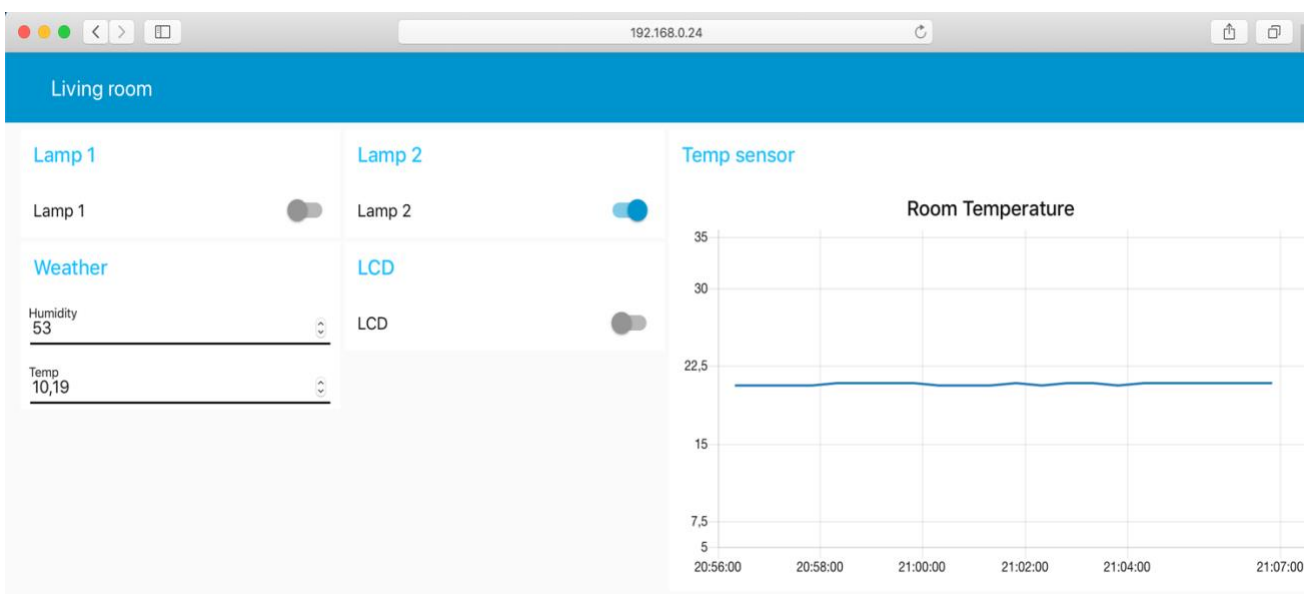 192.168.0.24
Living room
Lamp 1
Lamp 1
Lamp 2
Lamp 2
Weather
Humidity
53
Temp
10,19
LCD
LCD
Temp sensor
Room Temperature
35
30
22,5
15
7,5
5
20:56:00 20:58:00 21:00:00 21:02:00 21:04:00 21:07:00